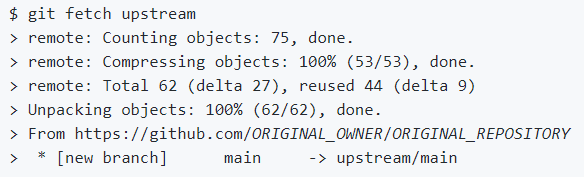 $ git fetch upstream
> remote: Counting objects: 75, done.
> remote: Compressing objects: 100% (53/53), done.
> remote: Total 62 (delta 27), reused 44 (delta 9)
> Unpacking objects: 100% (62/62), done.
> From https://github.com/ORIGINAL_OWNER/ORIGINAL_REPOSITORY
>  * [new branch]      main     -> upstream/main